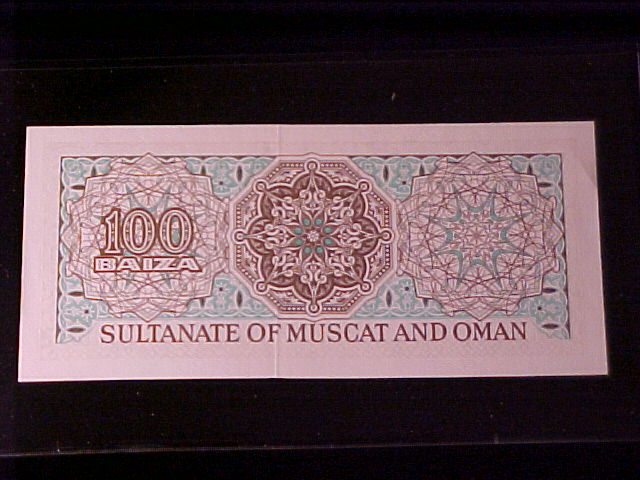 100
BAIZA
SULTANATE OF MUSCAT AND OMAN